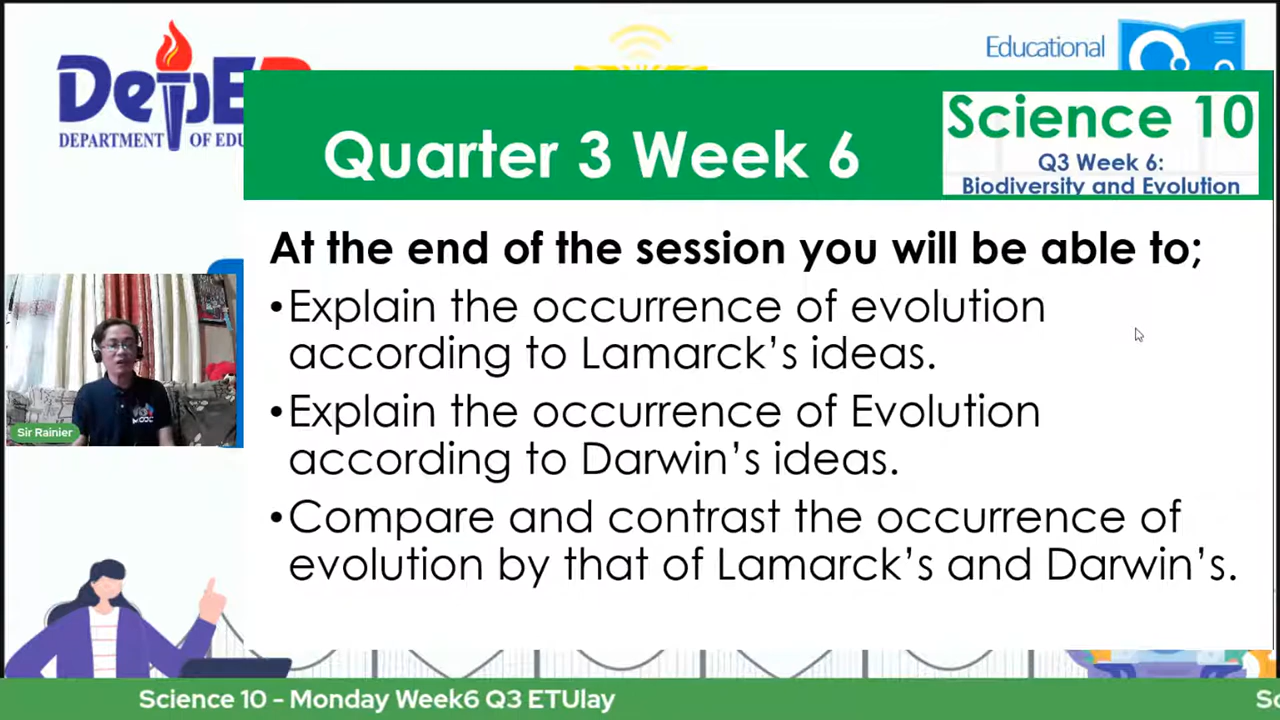 DepED
DEPARTMENT OF EDU
Educational
Quarter 3 Week 6
Science 10
Q3 Week 6:
Biodiversity and Evolution
At the end of the session you will be able to;
•Explain the occurrence of evolution
according to Lamarck’s ideas.
•Explain the occurrence of Evolution
according to Darwin’s ideas.
•Compare and contrast the occurrence of
evolution by that of Lamarck’s and Darwin’s.
Sir Rainier
Science 10 - Monday Week6 Q3 ETUlay
Sc